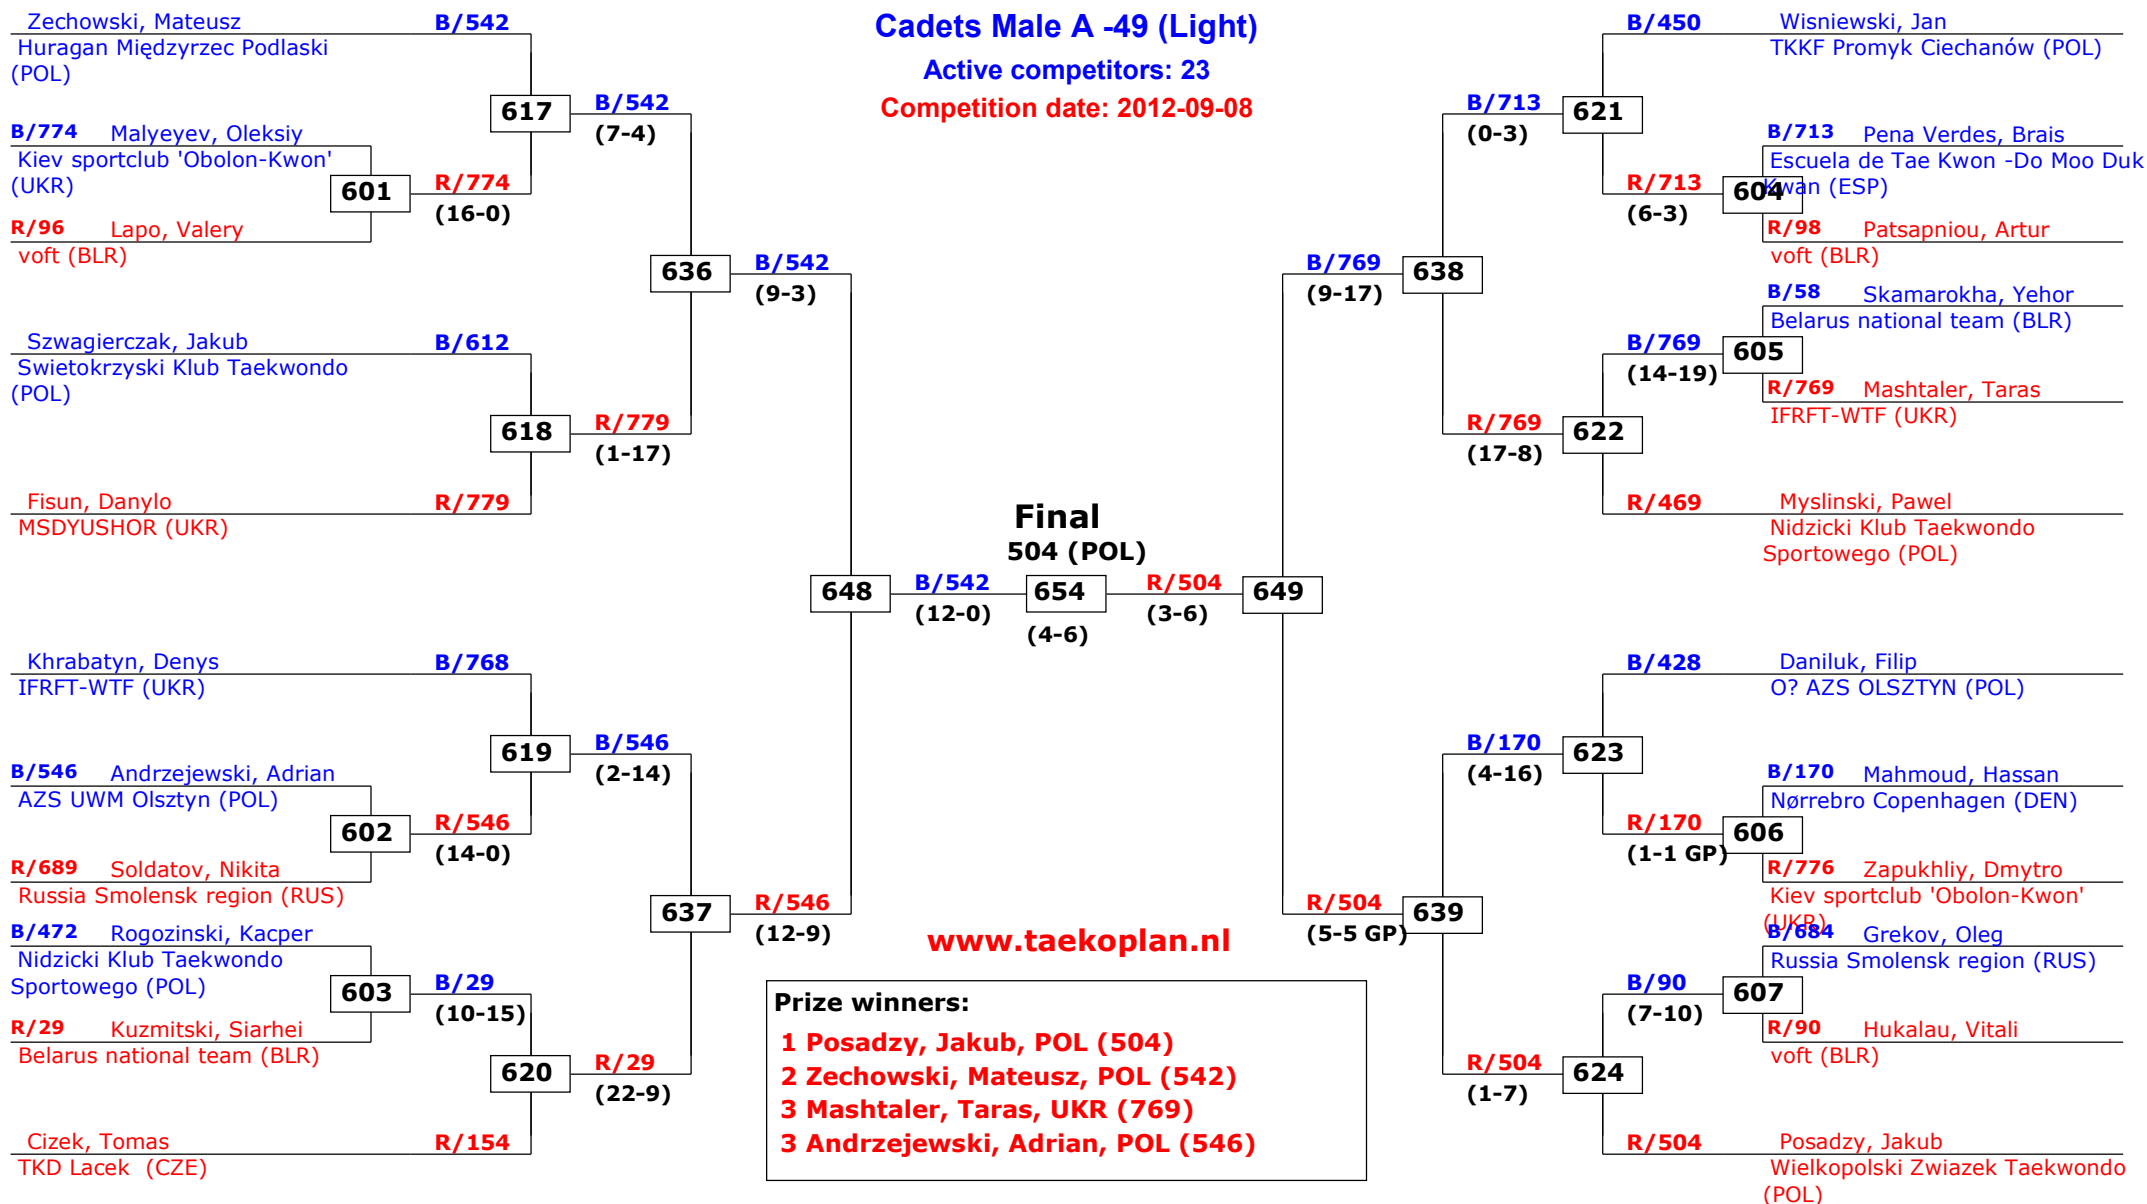 Cadets Male A -49 (Light)
Active competitors: 23
Competition date: 2012-09-08
Zechowski, Mateusz
B/542
Huragan Międzyrzec Podlaski
(POL)
617
B/542
(7-4)
B/774 Malyeyev, Oleksiy
Kiev sportclub 'Obolon-Kwon'
(UKR)
601
R/774
(16-0)
R/96 Lapo, Valery
voft (BLR)
636
B/542
(9-3)
Szwagierczak, Jakub
B/612
Swietokrzyski Klub Taekwondo
(POL)
618
R/779
(1-17)
Fisun, Danylo
R/779
MSDYUSHOR (UKR)
648
B/542
(12-0)
Khrabatyn, Denys
B/768
IFRFT-WTF (UKR)
619
B/546
(2-14)
B/546 Andrzejewski, Adrian
AZS UWM Olsztyn (POL)
602
R/546
(14-0)
R/689 Soldatov, Nikita
Russia Smolensk region (RUS)
637
R/546
(12-9)
B/472 Rogozinski, Kacper
Nidzicki Klub Taekwondo
Sportowego (POL)
603
B/29
(10-15)
R/29 Kuzmitski, Siarhei
Belarus national team (BLR)
620
R/29
(22-9)
Cizek, Tomas
R/154
TKD Lacek (CZE)
Final
504 (POL)
654
(4-6)
R/504
(3-6)
649
B/450
Wisniewski, Jan
TKKF Promyk Ciechanów (POL)
B/713
(0-3)
621
B/713 Pena Verdes, Brais
Escuela de Tae Kwon -Do Moo Duk
Kwan (ESP)
R/713
(6-3)
604
R/98 Patsapniou, Artur
voft (BLR)
B/769
(9-17)
638
B/58 Skamarokha, Yehor
Belarus national team (BLR)
B/769
(14-19)
605
R/769 Mashtaler, Taras
IFRFT-WTF (UKR)
R/769
(17-8)
622
R/469
Myslinski, Pawel
Nidzicki Klub Taekwondo
Sportowego (POL)
B/428
Daniluk, Filip
O? AZS OLSZTYN (POL)
B/170
(4-16)
623
B/170 Mahmoud, Hassan
Nørrebro Copenhagen (DEN)
R/170
(1-1 GP)
606
R/776 Zapukhliy, Dmytro
Kiev sportclub 'Obolon-Kwon'
(UKR)
R/504
(5-5 GP)
639
B/684 Grekov, Oleg
Russia Smolensk region (RUS)
B/90
(7-10)
607
R/90 Hukalau, Vitali
voft (BLR)
R/504
(1-7)
624
R/504
Posadzy, Jakub
Wielkopolski Zwiazek Taekwondo
(POL)
www.taekoplan.nl
Prize winners:
1 Posadzy, Jakub, POL (504)
2 Zechowski, Mateusz, POL (542)
3 Mashtaler, Taras, UKR (769)
3 Andrzejewski, Adrian, POL (546)